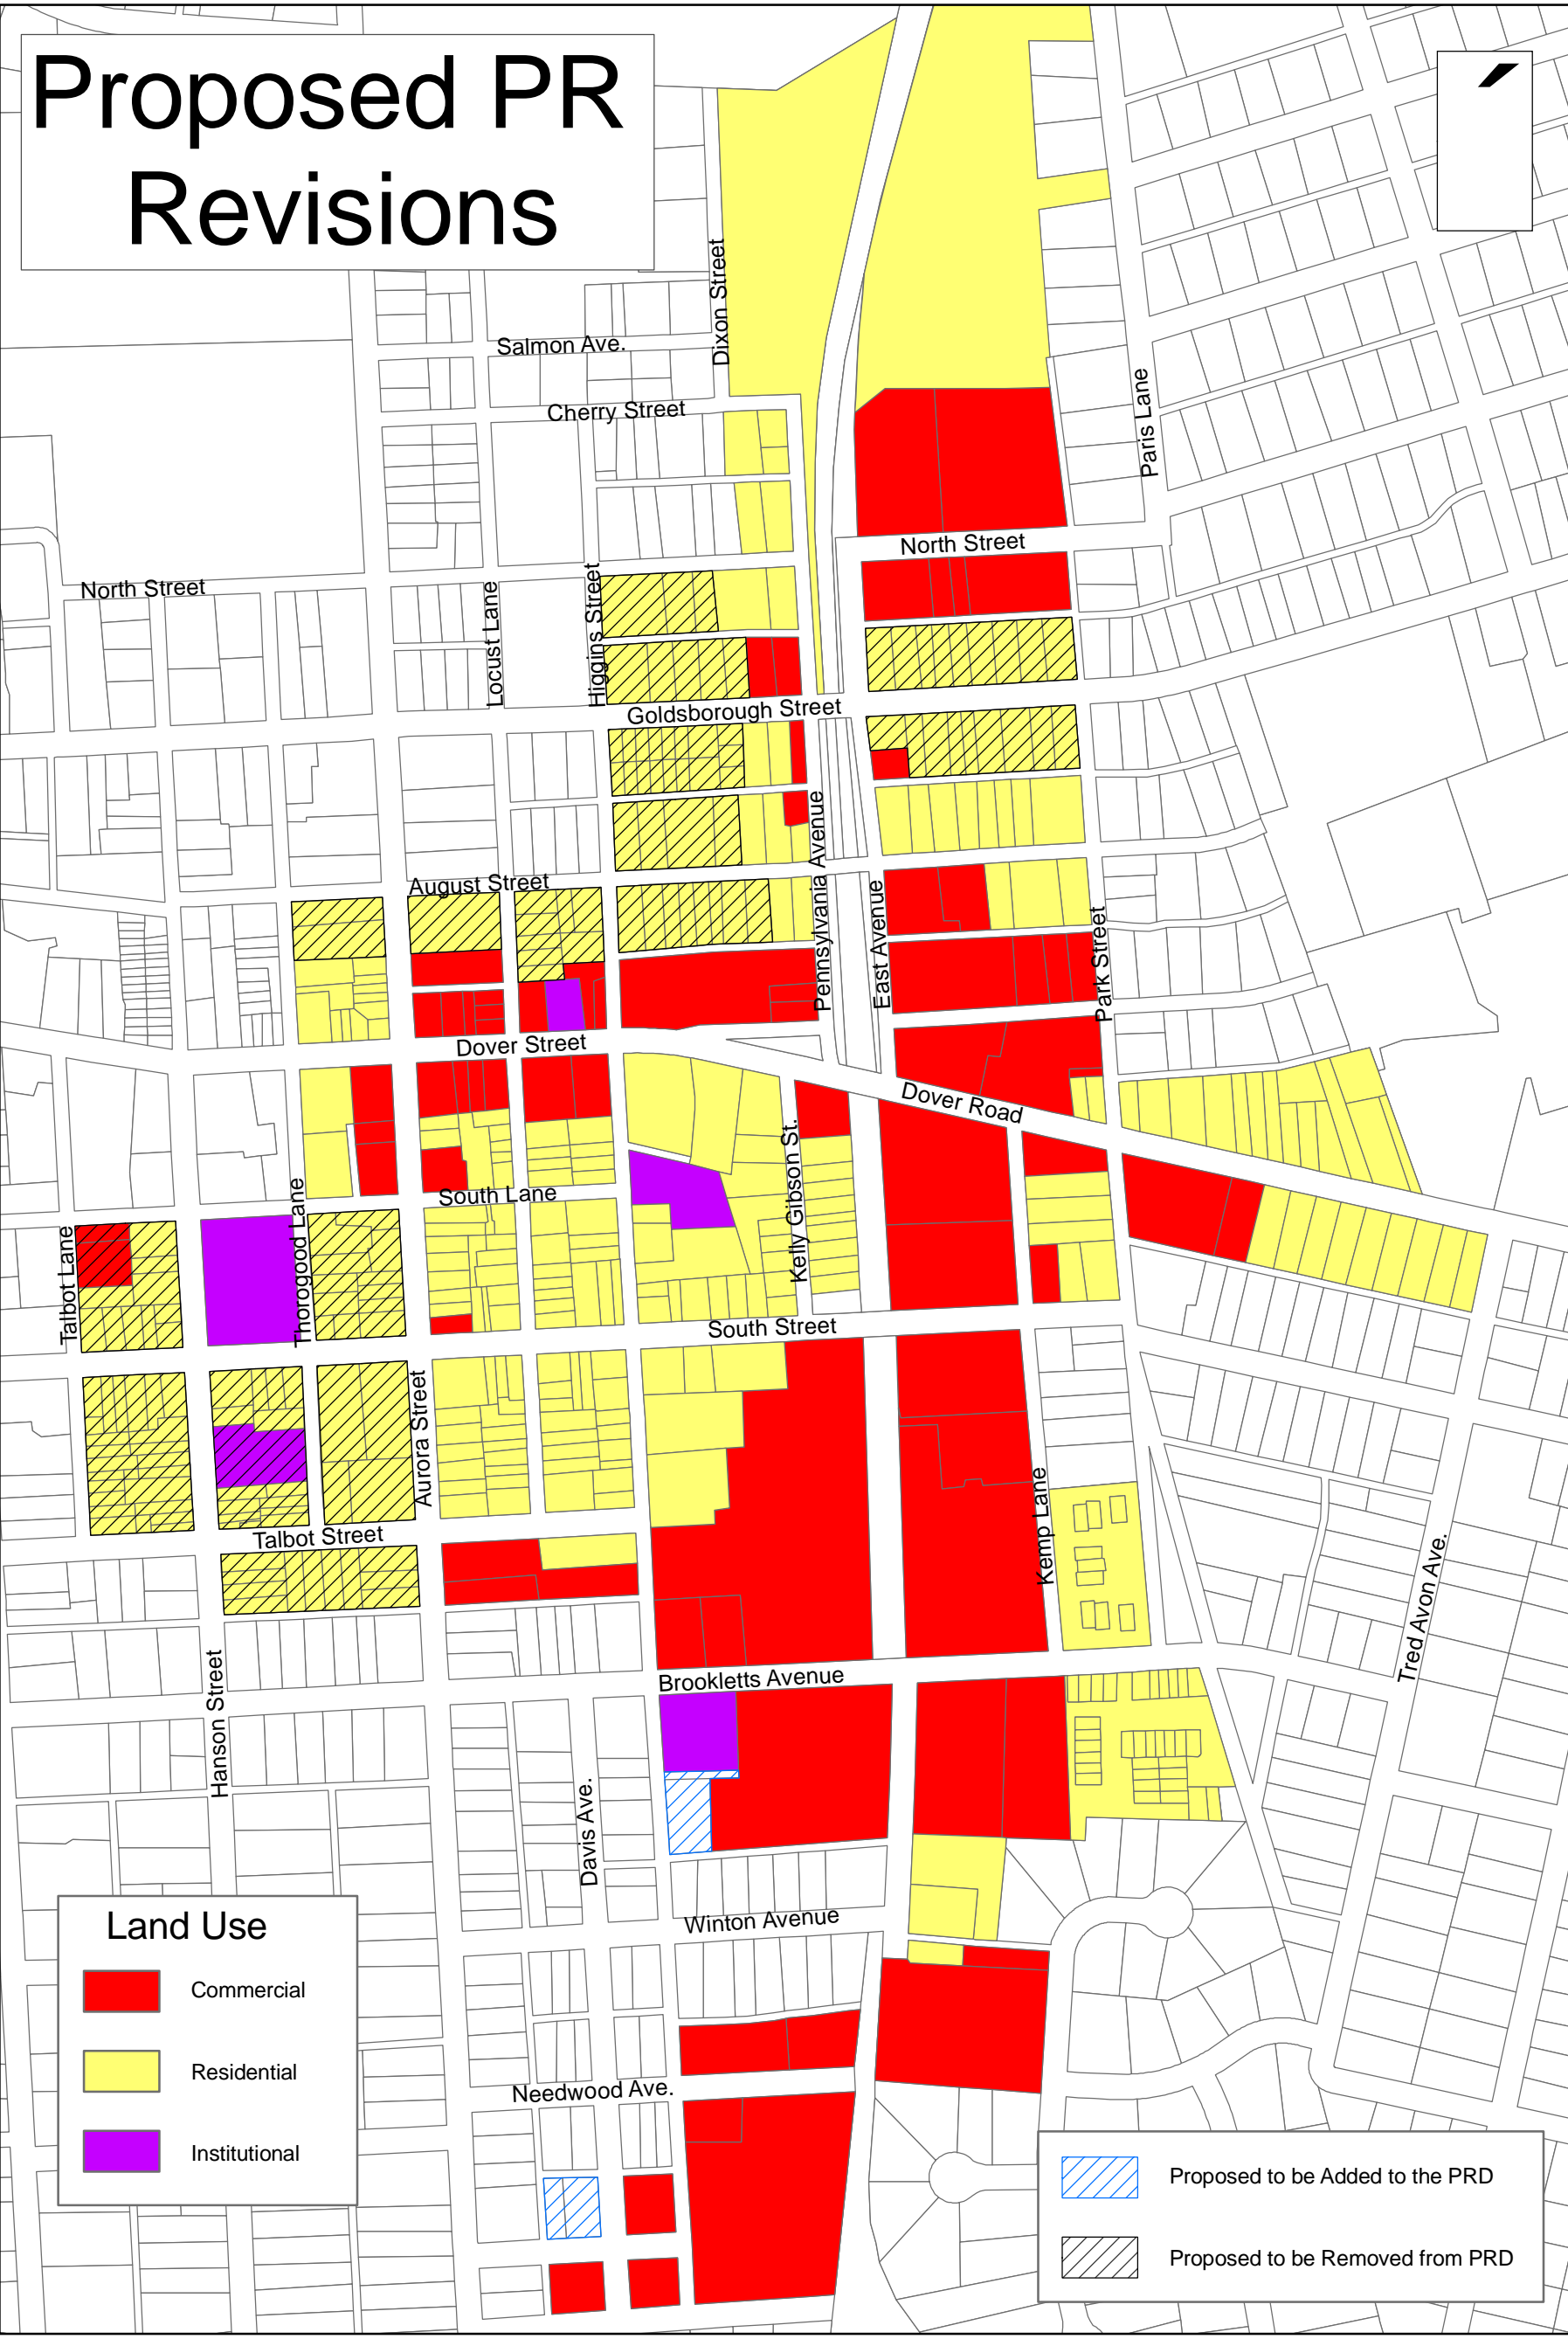 Proposed PR
Revisions
Dixon Street
Salmon Ave.
Cherry Street
Paris Lane
North Street
North Street
Locust Lane
Higgins Street
Goldsborough Street
Pennsylvania Avenue
August Street
East Avenue
Park Street
Dover Street
Dover Road
Kelly Gibson St.
South Lane
Talbot Lane
Thorogood Lane
South Street
Aurora Street
Kemp Lane
Talbot Street
Tred Avon Ave.
Hanson Street
Brookletts Avenue
Davis Ave.
Winton Avenue
Needwood Ave.
Land Use
Commercial
Residential
Institutional
Proposed to be Added to the PRD
Proposed to be Removed from PRD